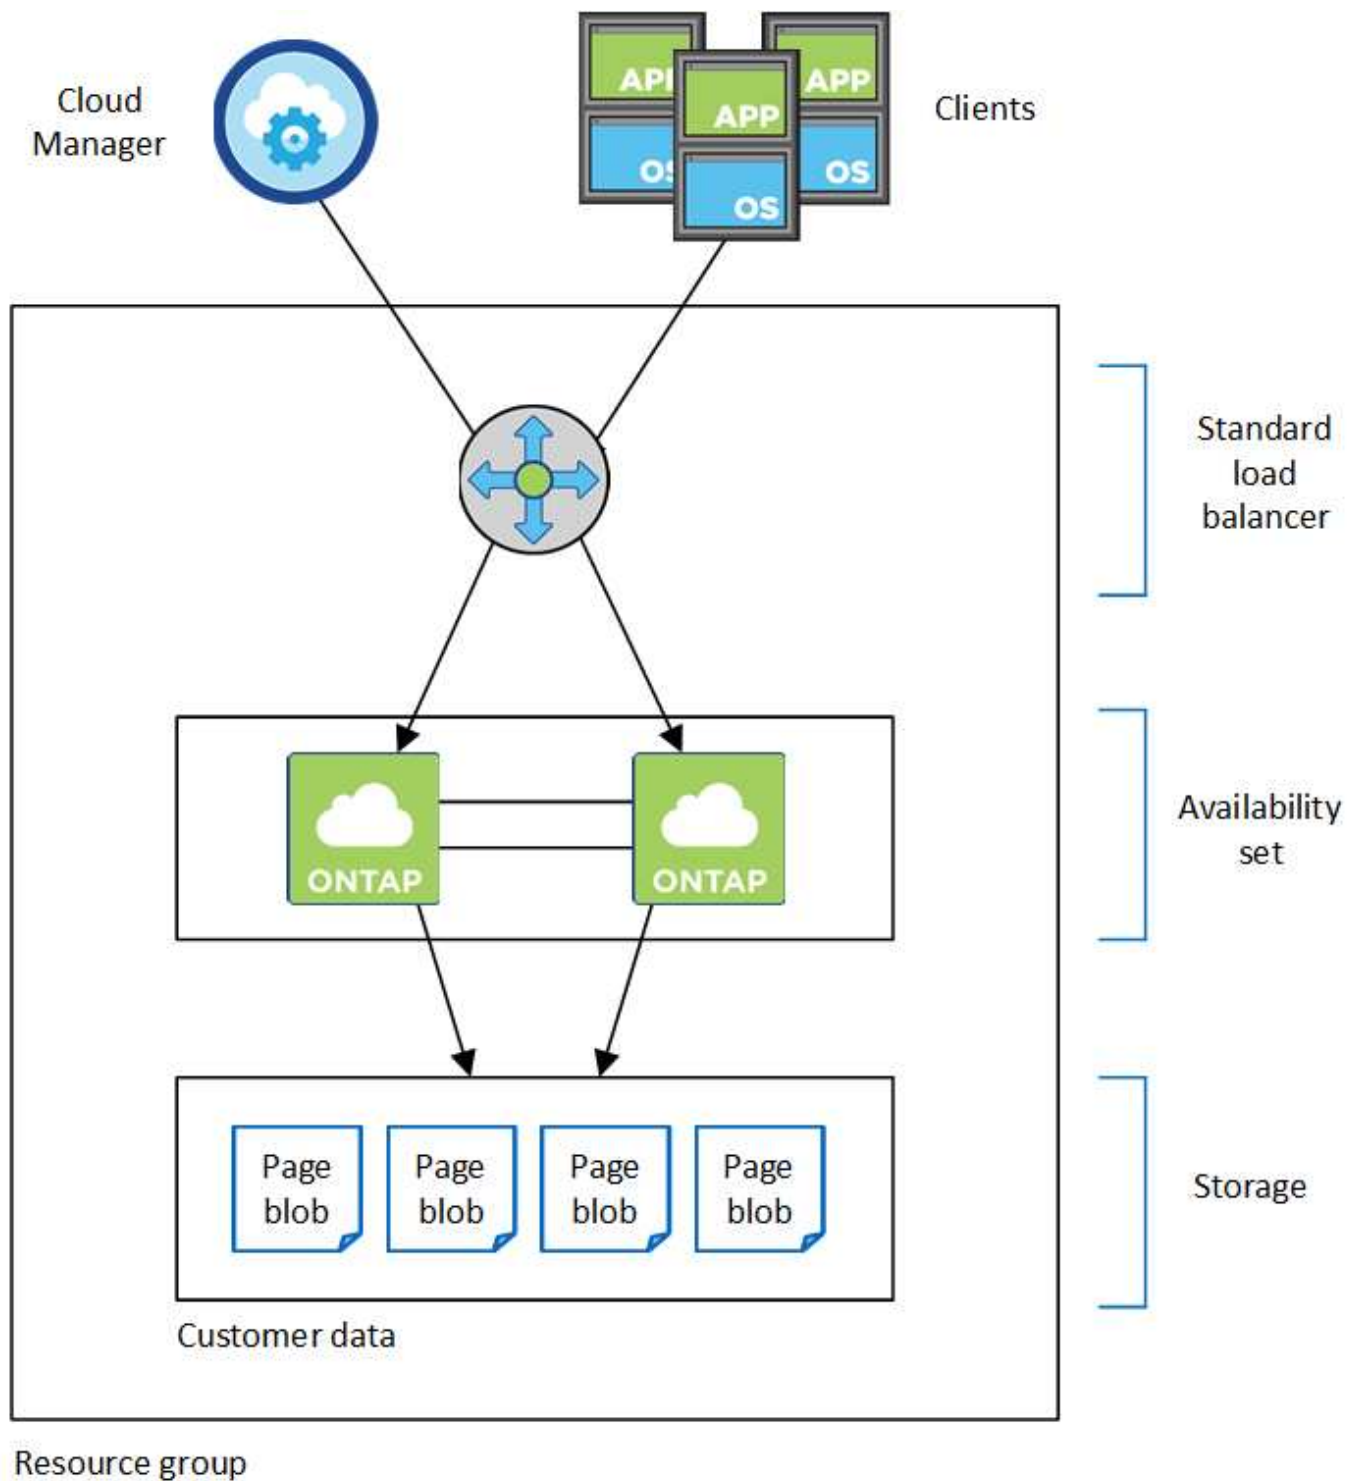 Cloud
Manager
APP
APP
APP
OS
OS
OS
Clients
Standard
load
balancer
ONTAP
ONTAP
Availability
set
Page
blob
Page
blob
Page
blob
Page
blob
Storage
Customer data
Resource group